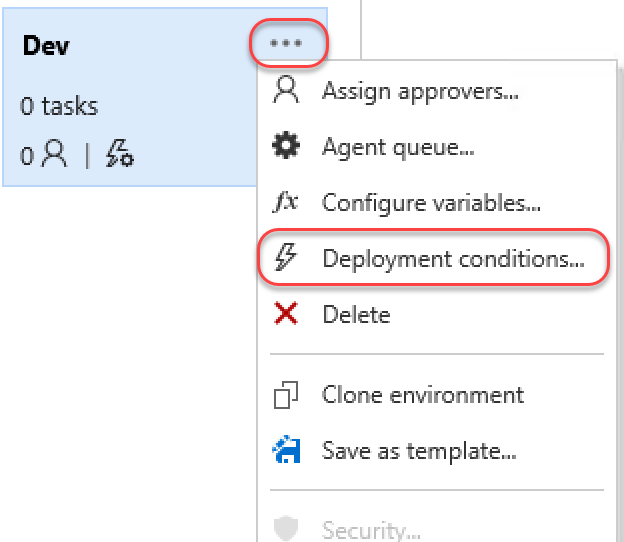 Dev
0 tasks
0 |
Assign approvers...
Agent queue...
fx Configure variables...
Deployment conditions...
Delete
Clone environment
Save as template...
Security...